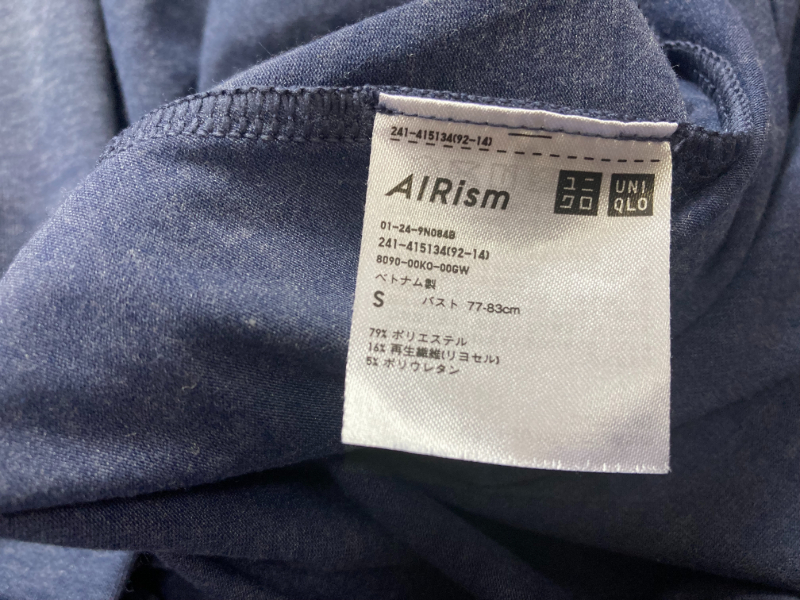 241-415134(92-14)
AIRism
ユニ
クロ
UNI
QLO
01-24-9N084B
241-415134(92-14)
8090-00K0-00GW
ベトナム製
S バスト 77-83cm
79% ポリエステル
16% 再生繊維(リヨセル)
5% ポリウレタン